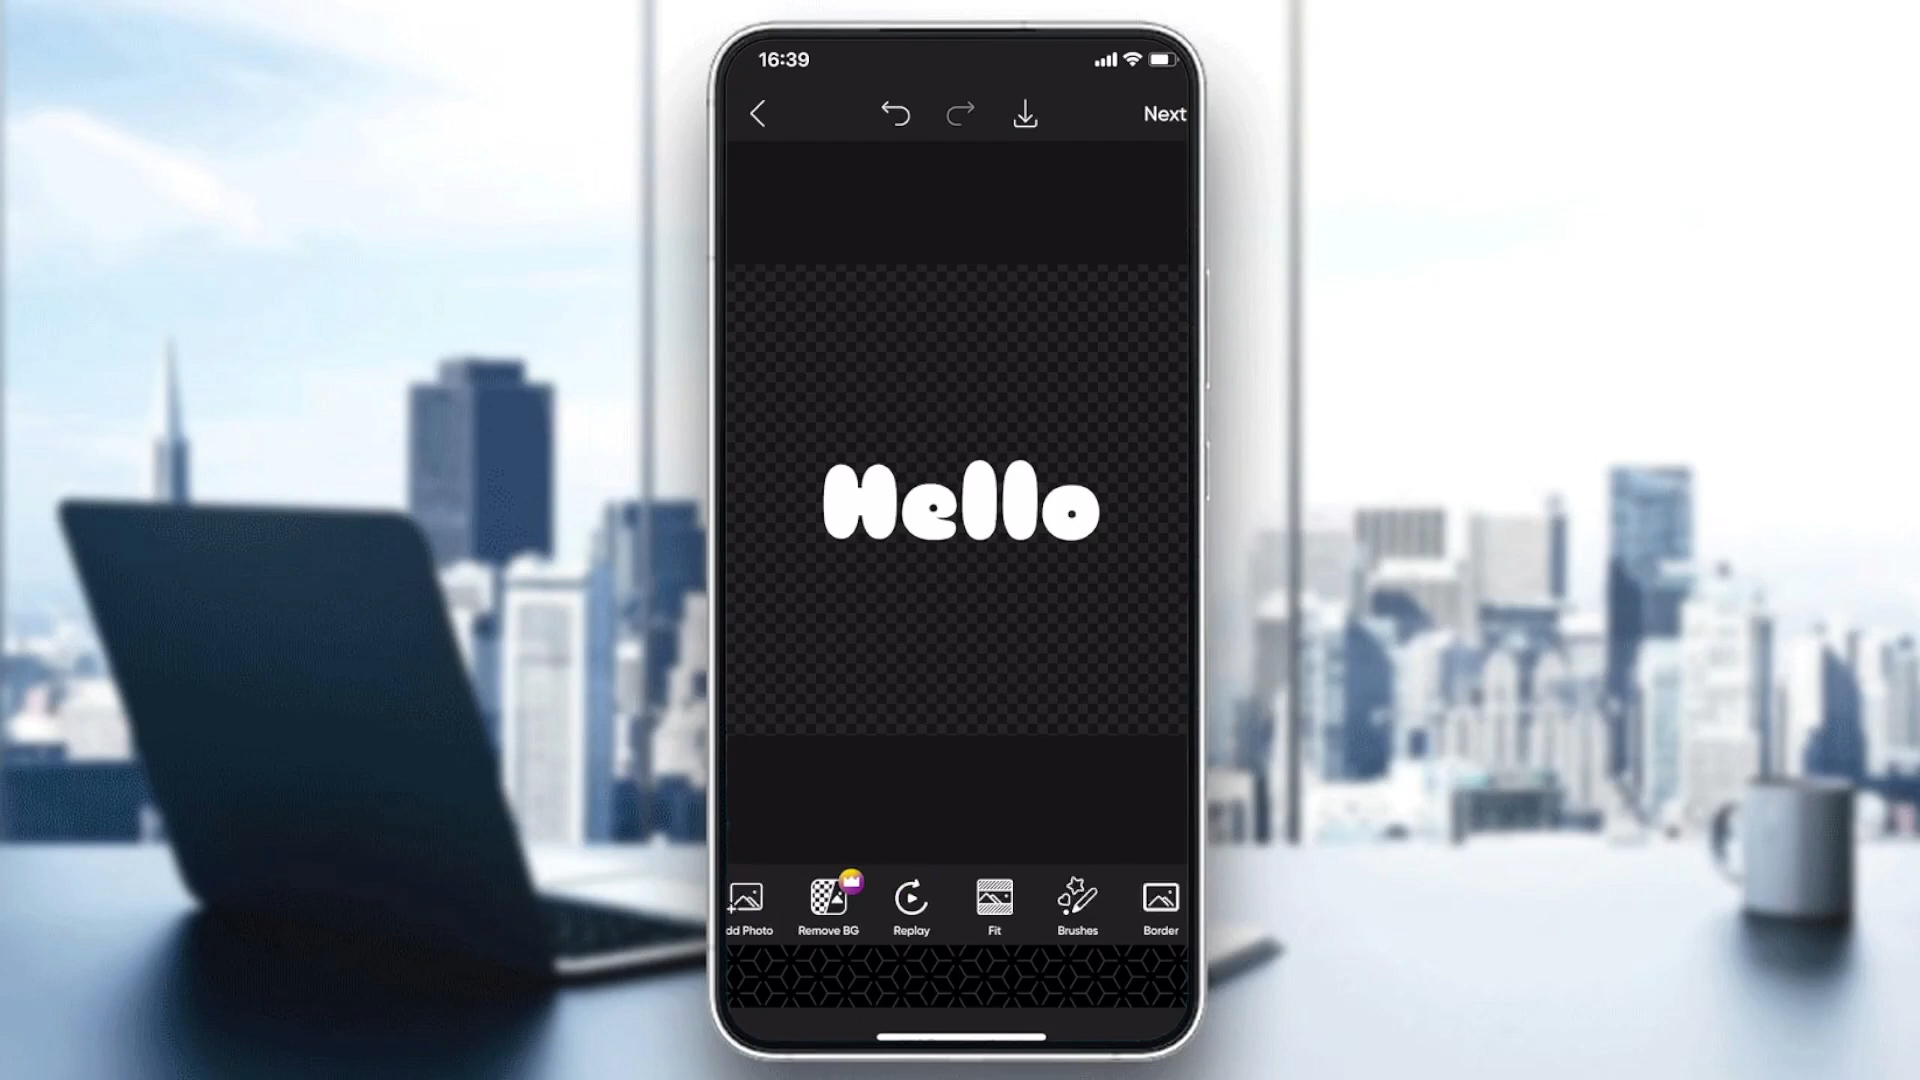 16:39
Next
Hello
dd Photo
Remove BG
Replay
Fit
Brushes
Border